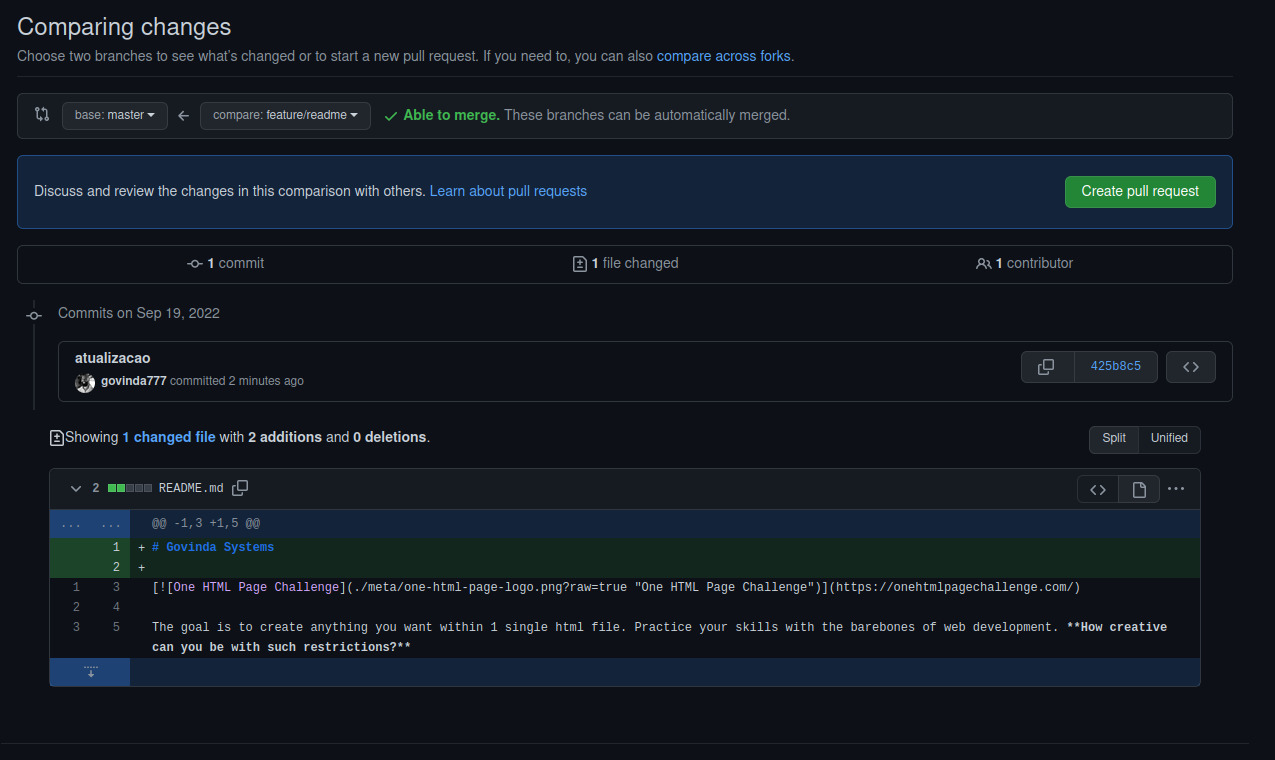 Comparing changes
Choose two branches to see what's changed or to start a new pull request. If you need to, you can also compare across forks.
base: master
compare: feature/readme
Able to merge. These branches can be automatically merged.
Discuss and review the changes in this comparison with others. Learn about pull requests
Create pull request
1 commit
1 file changed
1 contributor
Commits on Sep 19, 2022
atualizacao
govinda777 committed 2 minutes ago
425b8c5
Showing 1 changed file with 2 additions and 0 deletions.
Split
Unified
2 README.md
... ... @@ -1,3 +1,5 @@
1 + # Govinda Systems
2 +
1 3 [![One HTML Page Challenge](./meta/one-html-page-logo.png?raw=true "One HTML Page Challenge")](https://onehtmlpagechallenge.com/)
2 4
3 5 The goal is to create anything you want within 1 single html file. Practice your skills with the barebones of web development. **How creative
can you be with such restrictions?**